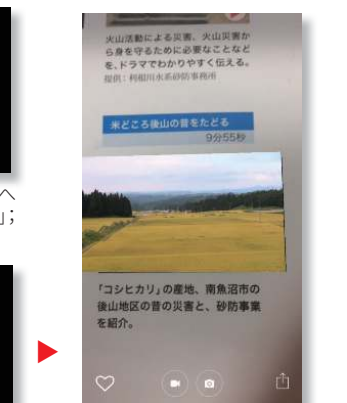 へ
」;
火山活動による災害、火山災害か
ら身を守るために必要なことなど
を、ドラマでわかりやすく伝える。
提供：利根川水系砂防事務所
米どころ後山の昔をたどる
9分55秒
「コシヒカリ」の産地、南魚沼市の
後山地区の昔の災害と、砂防事業
を紹介。